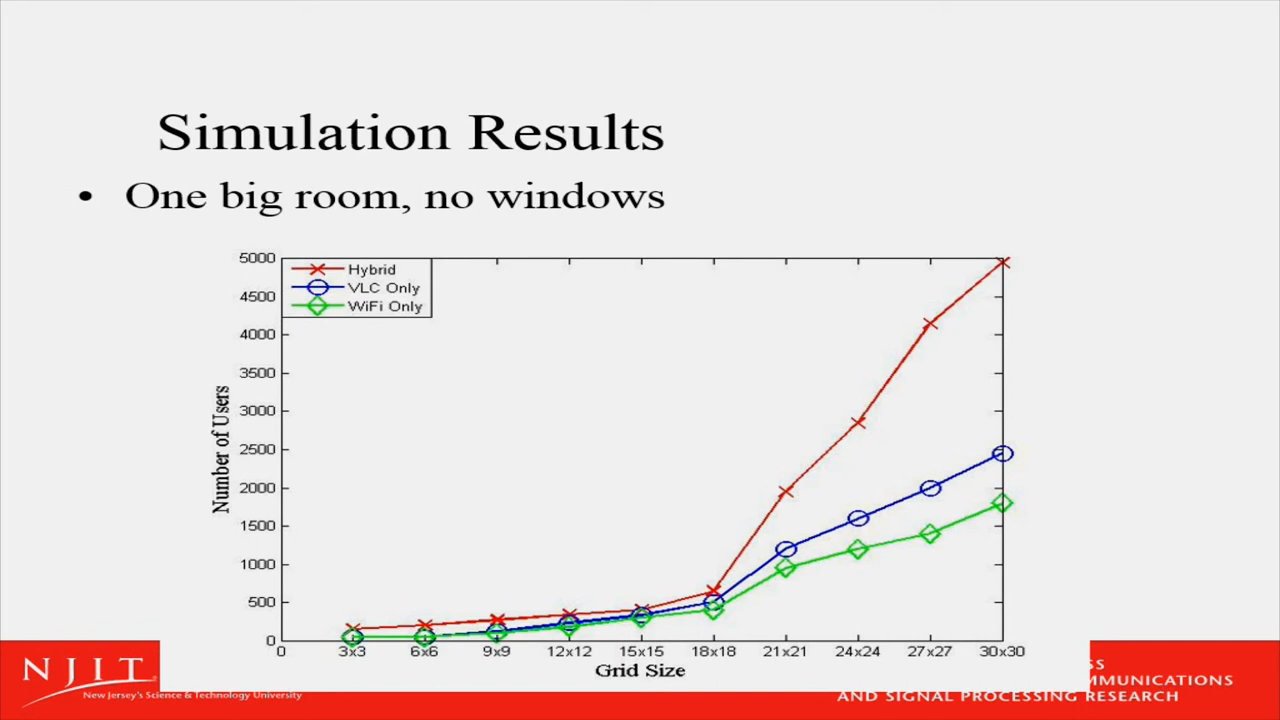 Simulation Results
• One big room, no windows
Hybrid
VLC Only
WiFi Only
5000
4500
4000
3500
3000
2500
2000
1500
1000
500
0
Number of Users
0 3x3 6x6 9x9 12x12 15x15 18x18 21x21 24x24 27x27 30x30
Grid Size
NJIT
New Jersey's Science & Technology University
AND SIGNAL PROCESSING RESEARCH